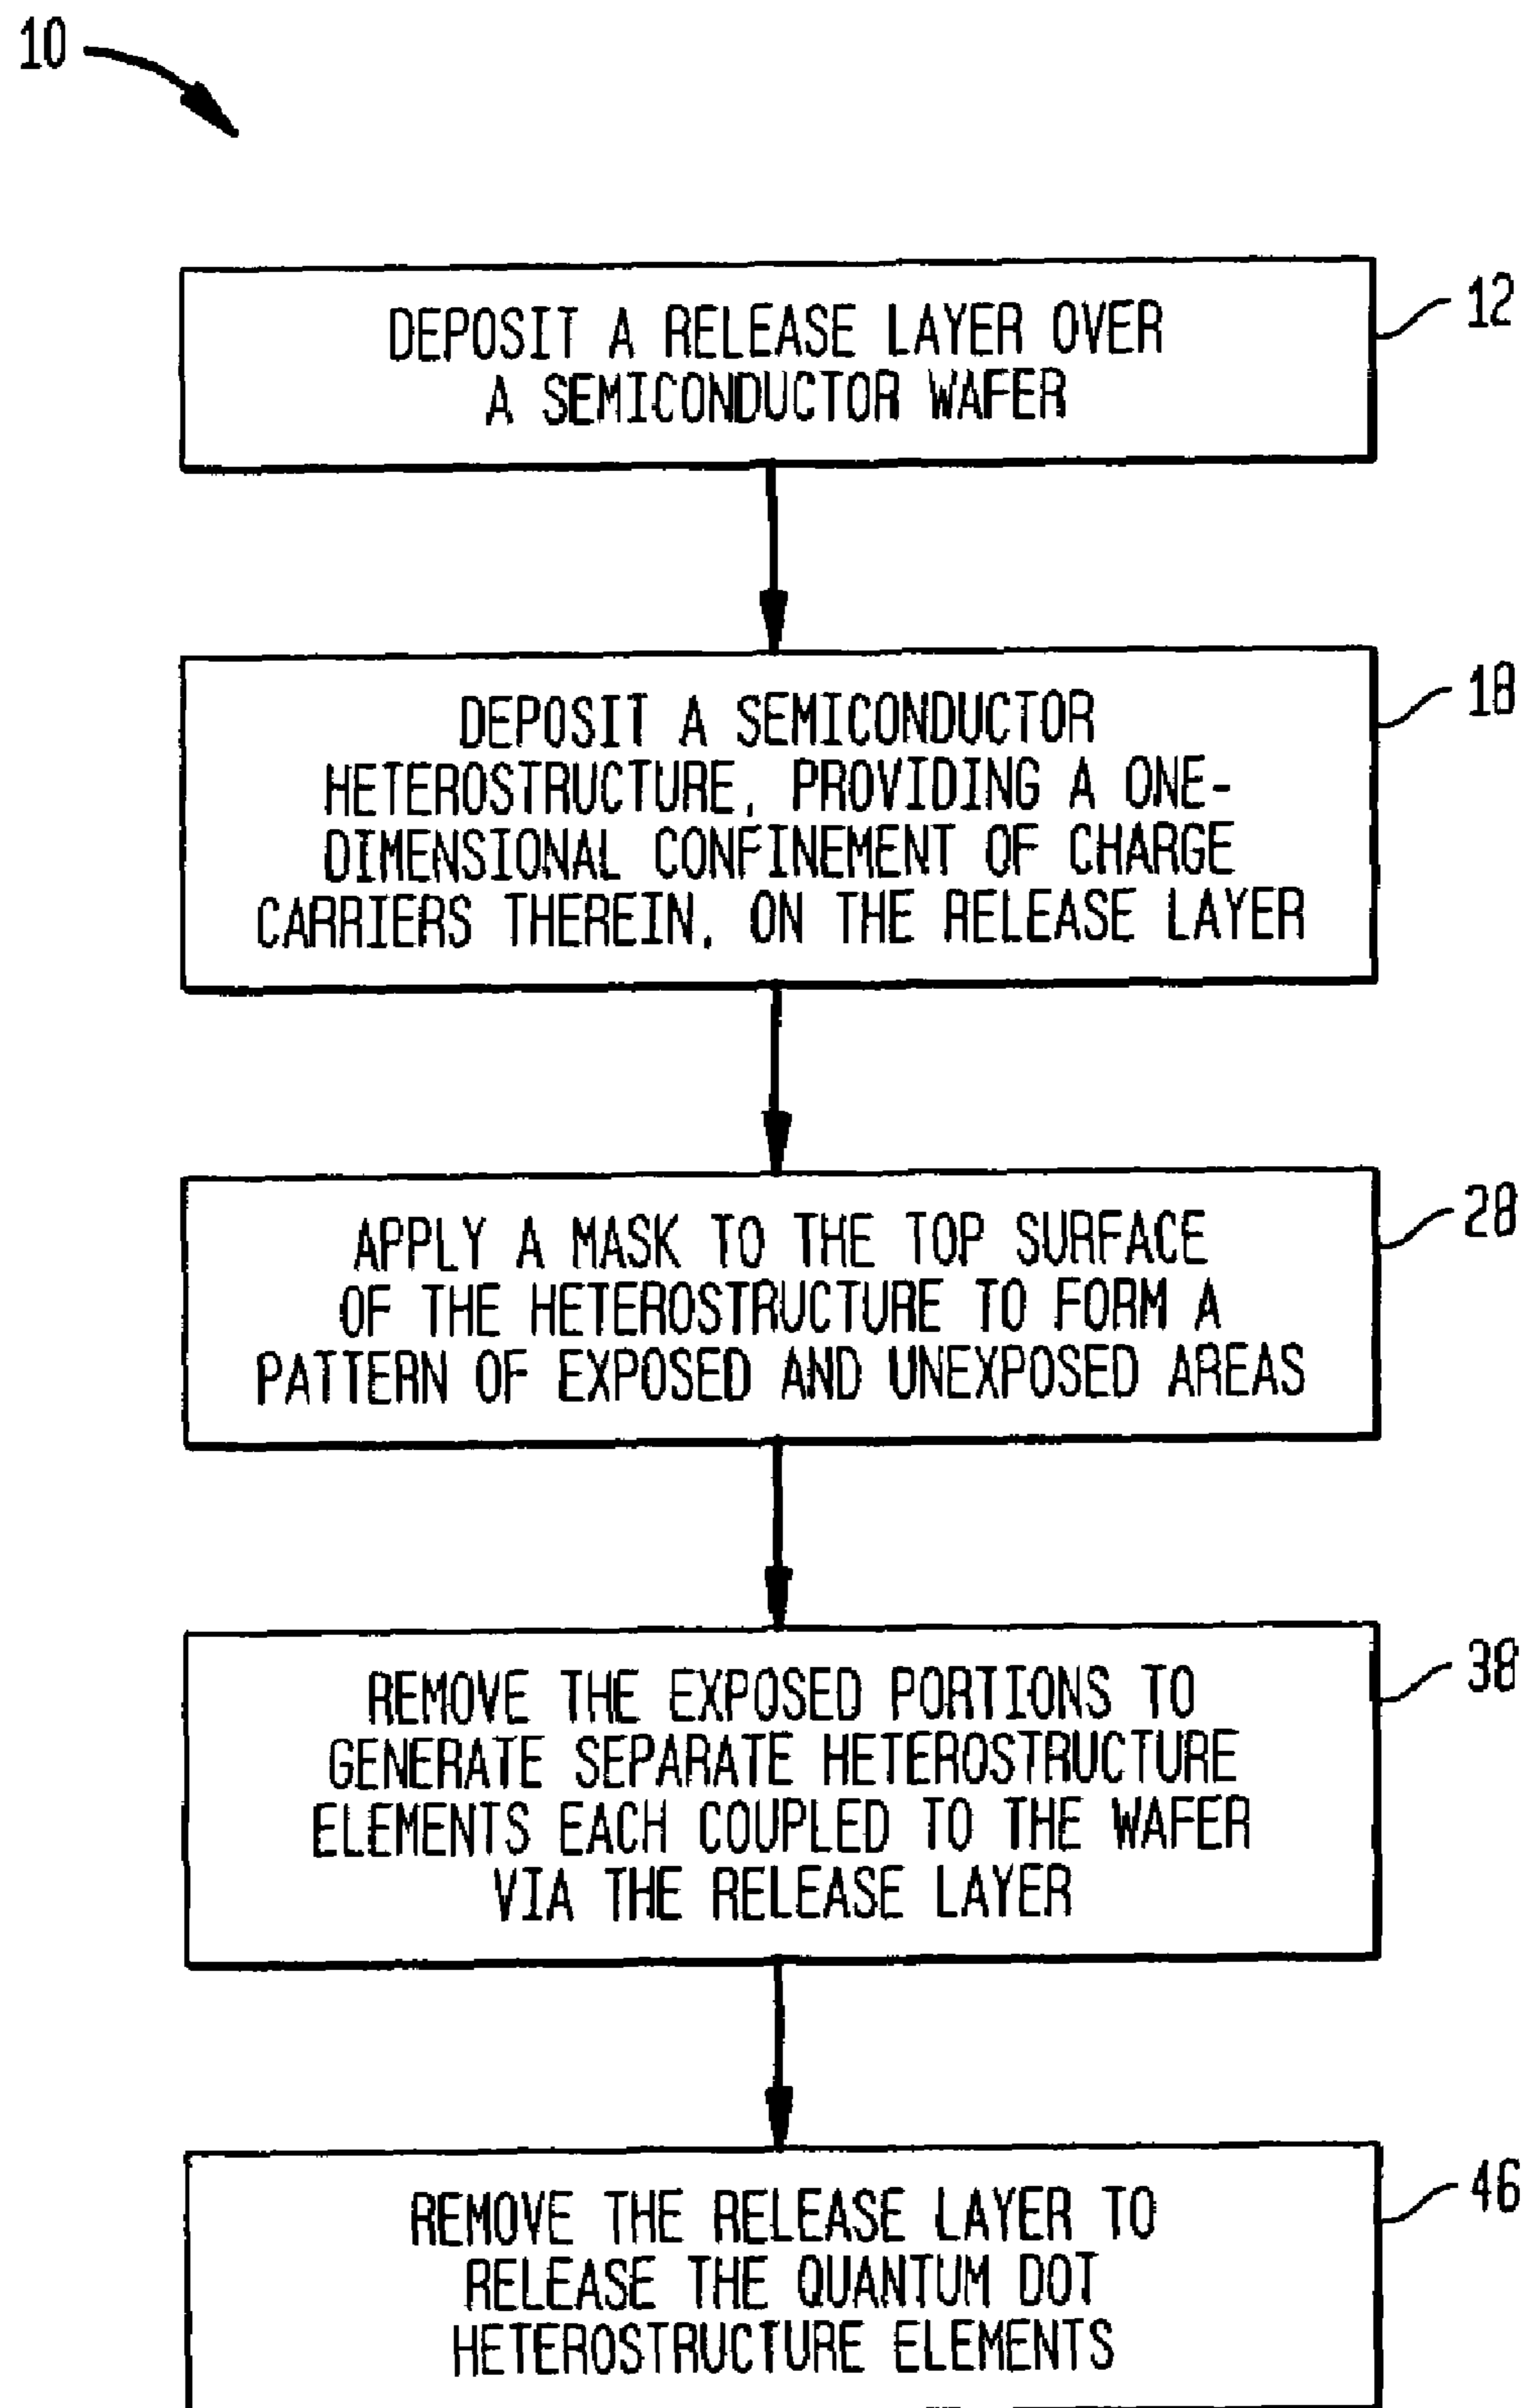 10
DEPOSIT A RELEASE LAYER OVER
A SEMICONDUCTOR WAFER
12
DEPOSIT A SEMICONDUCTOR
HETEROSTRUCTURE, PROVIDING A ONE-
DIMENSIONAL CONFINEMENT OF CHARGE
CARRIERS THEREIN, ON THE RELEASE LAYER
18
APPLY A MASK TO THE TOP SURFACE
OF THE HETEROSTRUCTURE TO FORM A
PATTERN OF EXPOSED AND UNEXPOSED AREAS
28
REMOVE THE EXPOSED PORTIONS TO
GENERATE SEPARATE HETEROSTRUCTURE
ELEMENTS EACH COUPLED TO THE WAFER
VIA THE RELEASE LAYER
38
REMOVE THE RELEASE LAYER TO
RELEASE THE QUANTUM DOT
HETEROSTRUCTURE ELEMENTS
46